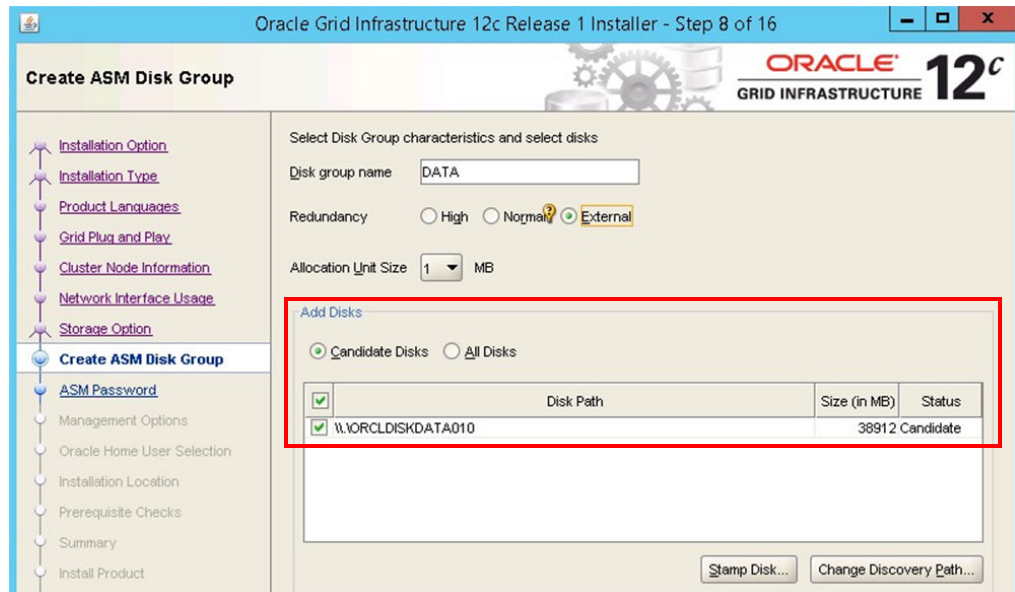 Oracle Grid Infrastructure 12c Release 1 Installer - Step 8 of 16
Create ASM Disk Group
ORACLE
GRID INFRASTRUCTURE
12c
Installation Option
Installation Type
Product Languages
Grid Plug and Play
Cluster Node Information
Network Interface Usage
Storage Option
Create ASM Disk Group
ASM Password
Management Options
Oracle Home User Selection
Installation Location
Prerequisite Checks
Summary
Install Product
Select Disk Group characteristics and select disks
Disk group name DATA
Redundancy High Normal External
Allocation Unit Size 1 MB
Add Disks
Candidate Disks All Disks
Disk Path Size (in MB) Status
\\.\ORCLDISKDATA010 38912 Candidate
Stamp Disk... Change Discovery Path...